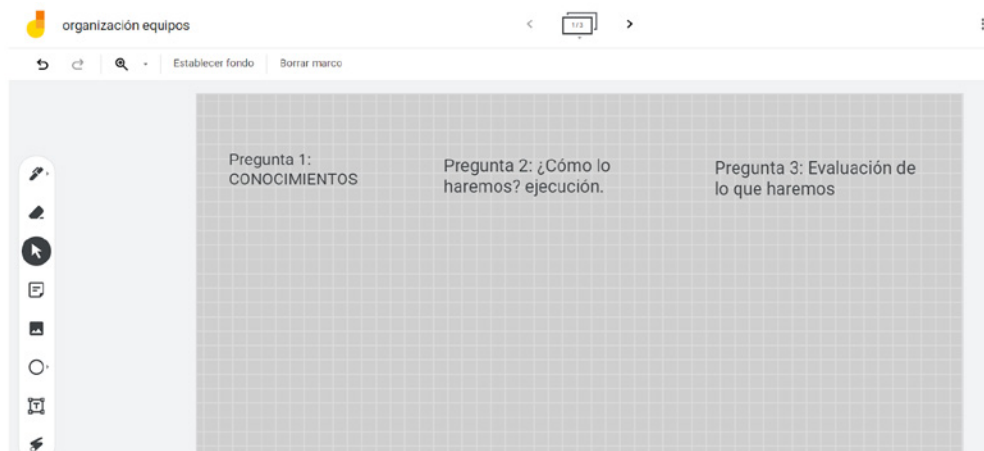 organización equipos
1/3
Establecer fondo
Borrar marco
Pregunta 1:
CONOCIMIENTOS
Pregunta 2: ¿Cómo lo
haremos? ejecución.
Pregunta 3: Evaluación de
lo que haremos